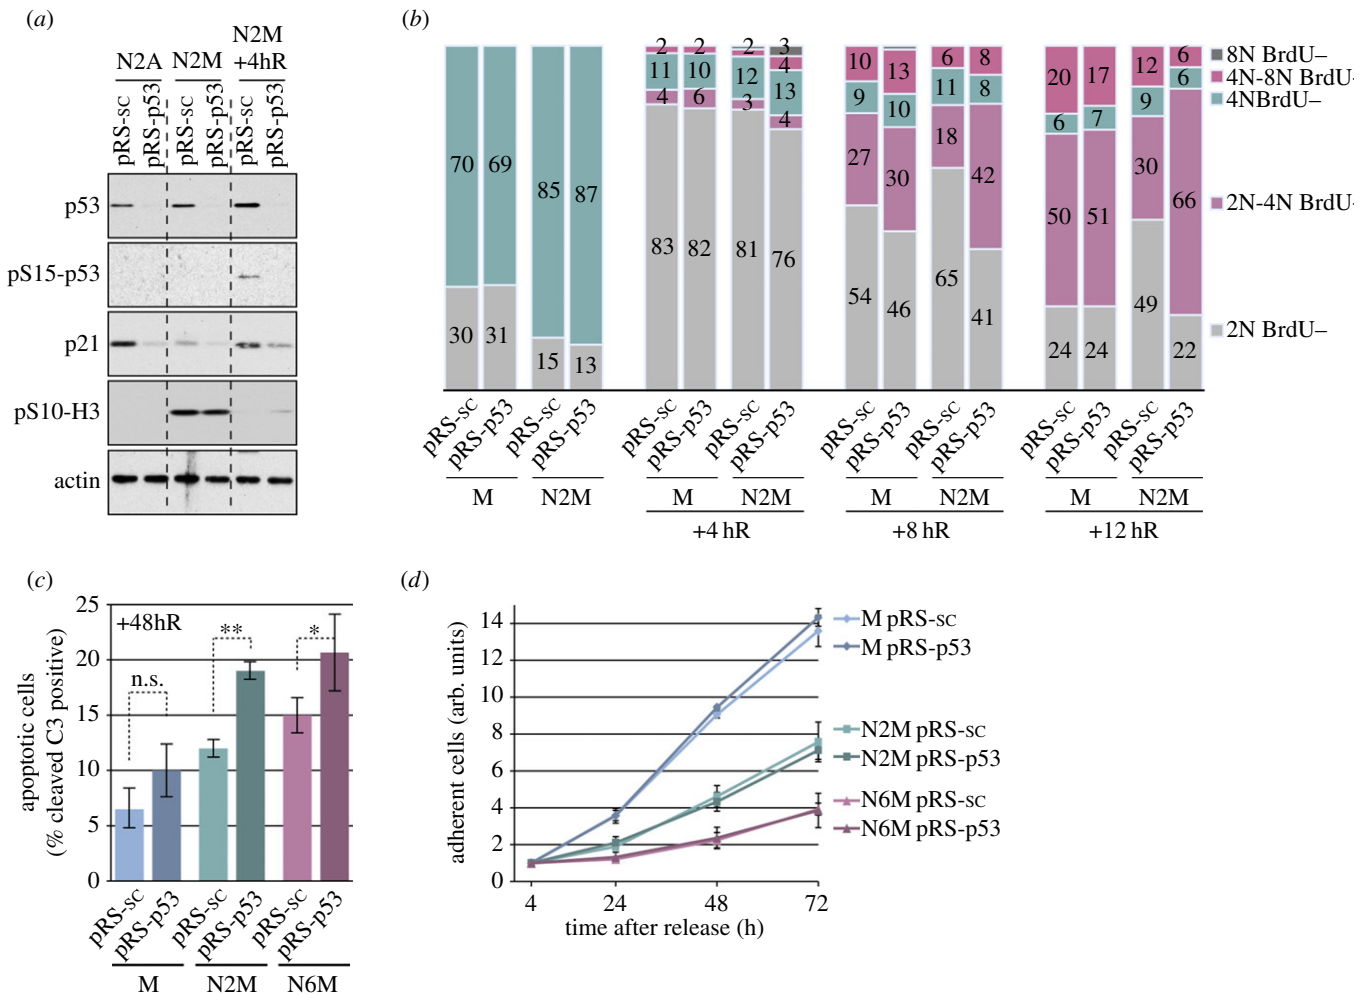 (a)
N2A N2M N2M +4hR
pRS-SC pRS-p53 pRS-SC pRS-p53 pRS-SC pRS-p53
p53
pS15-p53
p21
pS10-H3
actin
(b)
2 2 2 3 10 13 6 8 20 17 12 6
8N BrdU–
4N-8N BrdU-
4NBrdU–
2N-4N BrdU-
2N BrdU–
4
70 69 85 87 11 10 12 13 9 10 11 8 6 7 9 6
4 6 3 4 27 30 18 42 50 51 30 66
30 31 15 13 83 82 81 76 54 46 65 41 24 24 49 22
pRS-SC pRS-p53 pRS-SC pRS-p53 pRS-SC pRS-p53 pRS-SC pRS-p53 pRS-SC pRS-p53 pRS-SC pRS-p53 pRS-SC pRS-p53 pRS-SC pRS-p53
M N2M M N2M M N2M M N2M
+4 hR +8 hR +12 hR
(c)
apoptotic cells
(% cleaved C3 positive)
25
20
15
10
5
0
+48hR
n.s. ** *
pRS-SC pRS-p53 pRS-SC pRS-p53 pRS-SC pRS-p53
M N2M N6M
(d)
adherent cells (arb. units)
14
12
10
8
6
4
2
0
4 24 48 72
time after release (h)
M pRS-SC
M pRS-p53
N2M pRS-SC
N2M pRS-p53
N6M pRS-SC
N6M pRS-p53